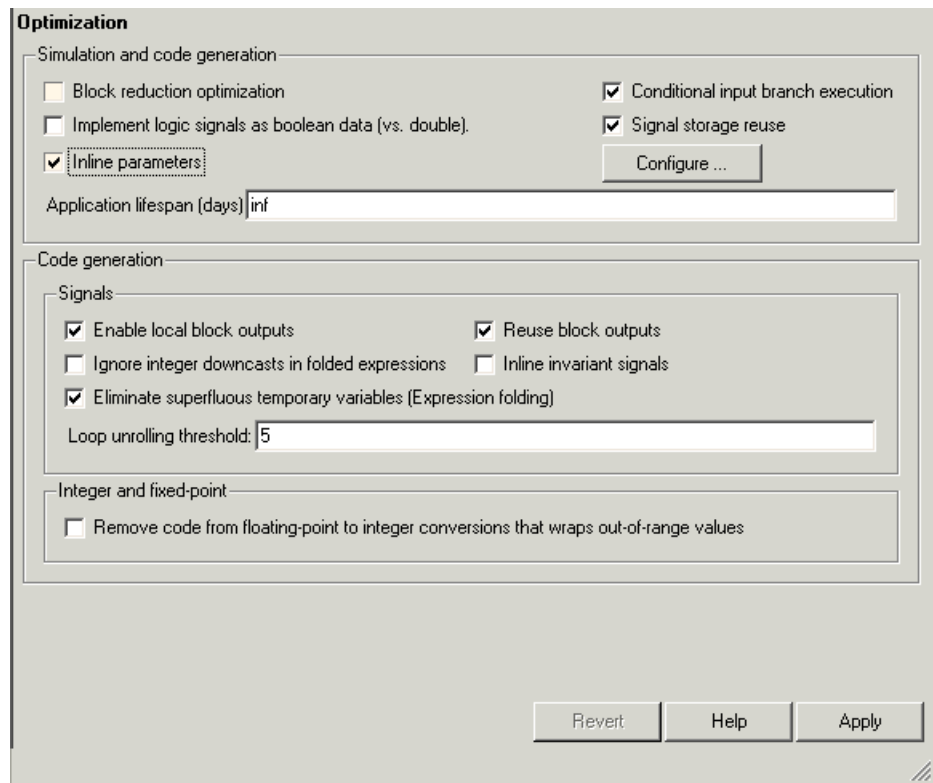 Optimization
Simulation and code generation
Block reduction optimization
Conditional input branch execution
Implement logic signals as boolean data (vs. double).
Signal storage reuse
Inline parameters
Configure ...
Application lifespan (days) inf
Code generation
Signals
Enable local block outputs
Reuse block outputs
Ignore integer downcasts in folded expressions
Inline invariant signals
Eliminate superfluous temporary variables (Expression folding)
Loop unrolling threshold: 5
Integer and fixed-point
Remove code from floating-point to integer conversions that wraps out-of-range values
Revert
Help
Apply